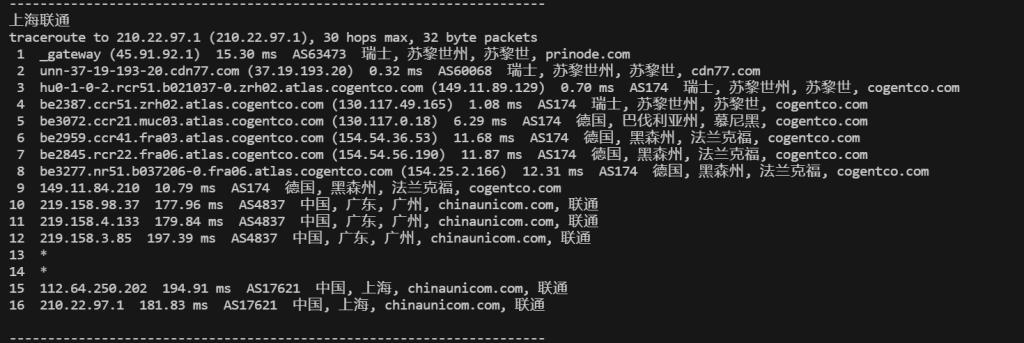 ----------------------------------------------------------------------
上海联通
traceroute to 210.22.97.1 (210.22.97.1), 30 hops max, 32 byte packets
 1  _gateway (45.91.92.1)  15.30 ms  AS63473  瑞士, 苏黎世州, 苏黎世, prinode.com
 2  unn-37-19-193-20.cdn77.com (37.19.193.20)  0.32 ms  AS60068  瑞士, 苏黎世州, 苏黎世, cdn77.com
 3  hu0-1-0-2.rcr51.b021037-0.zrh02.atlas.cogentco.com (149.11.89.129)  0.70 ms  AS174  瑞士, 苏黎世州, 苏黎世, cogentco.com
 4  be2387.ccr51.zrh02.atlas.cogentco.com (130.117.49.165)  1.08 ms  AS174  瑞士, 苏黎世州, 苏黎世, cogentco.com
 5  be3072.ccr21.muc03.atlas.cogentco.com (130.117.0.18)  6.29 ms  AS174  德国, 巴伐利亚州, 慕尼黑, cogentco.com
 6  be2959.ccr41.fra03.atlas.cogentco.com (154.54.36.53)  11.68 ms  AS174  德国, 黑森州, 法兰克福, cogentco.com
 7  be2845.rcr22.fra06.atlas.cogentco.com (154.54.56.190)  11.87 ms  AS174  德国, 黑森州, 法兰克福, cogentco.com
 8  be3277.nr51.b037206-0.fra06.atlas.cogentco.com (154.25.2.166)  12.31 ms  AS174  德国, 黑森州, 法兰克福, cogentco.com
 9  149.11.84.210  10.79 ms  AS174  德国, 黑森州, 法兰克福, cogentco.com
10  219.158.98.37  177.96 ms  AS4837  中国, 广东, 广州, chinaunicom.com, 联通
11  219.158.4.133  179.84 ms  AS4837  中国, 广东, 广州, chinaunicom.com, 联通
12  219.158.3.85  197.39 ms  AS4837  中国, 广东, 广州, chinaunicom.com, 联通
13  *
14  *
15  112.64.250.202  194.91 ms  AS17621  中国, 上海, chinaunicom.com, 联通
16  210.22.97.1  181.83 ms  AS17621  中国, 上海, chinaunicom.com, 联通
----------------------------------------------------------------------